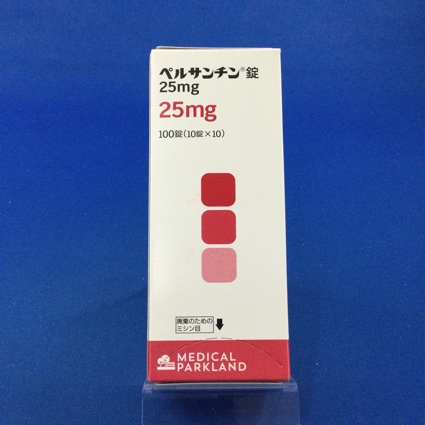 ペルサンチン®錠
25mg
25mg
100錠(10錠×10)
廃棄のための
ミシン目
MEDICAL
PARKLAND